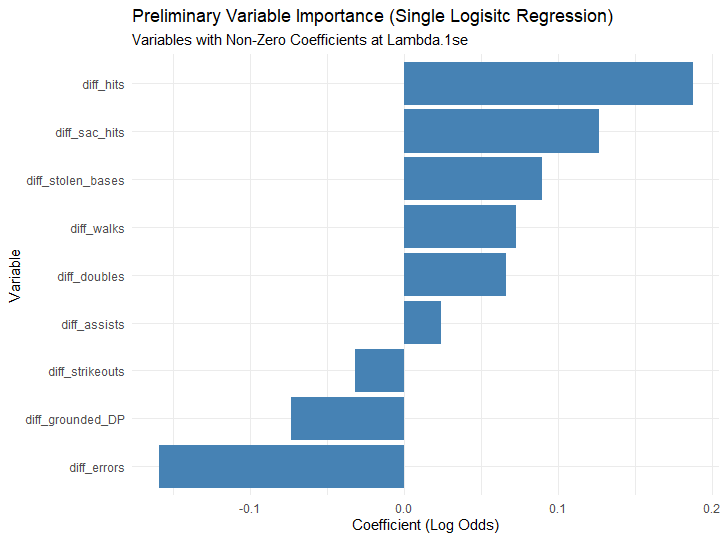 Preliminary Variable Importance (Single Logisitc Regression)
Variables with Non-Zero Coefficients at Lambda.1se
diff_hits
diff_sac_hits
diff_stolen_bases
diff_walks
diff_doubles
diff_assists
diff_strikeouts
diff_grounded_DP
diff_errors
Variable
-0.1 0.0 0.1 0.2
Coefficient (Log Odds)